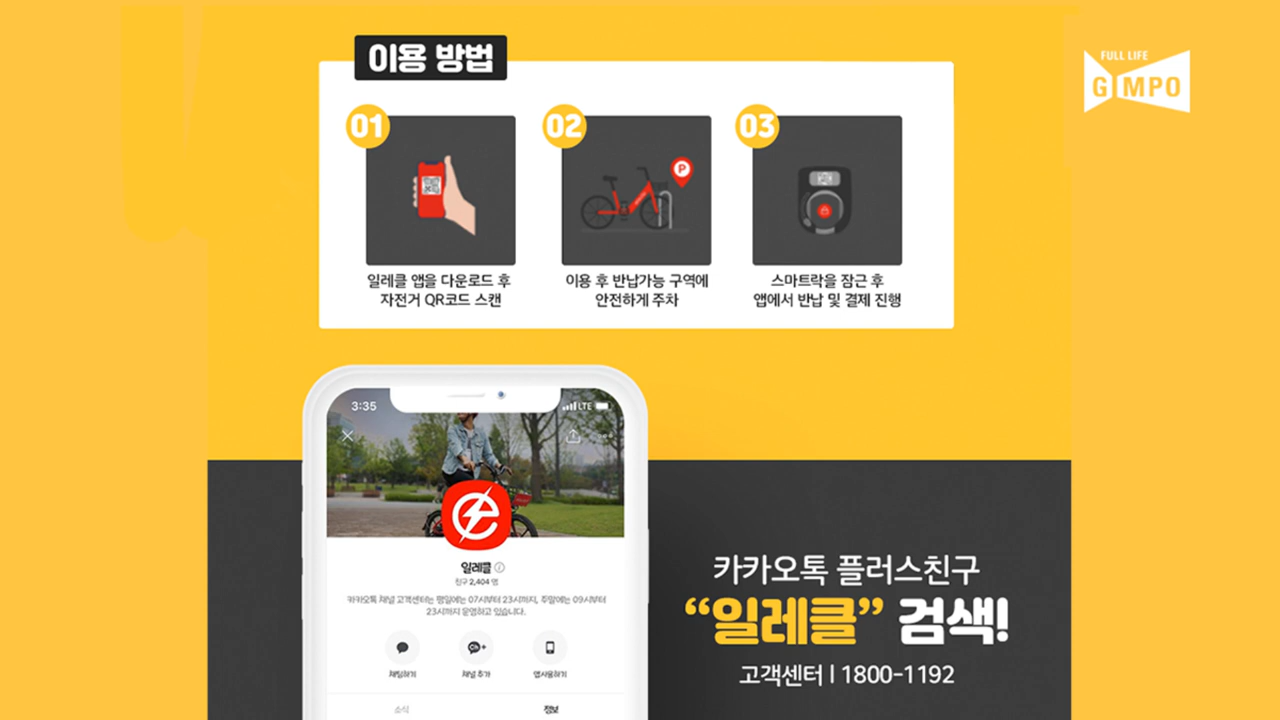 이용 방법
FULL LIFE
GIMPO
01
02
03
P
일레클 앱을 다운로드 후
자전거 QR코드 스캔
이용 후 반납가능 구역에
안전하게 주차
스마트락을 잠근 후
앱에서 반납 및 결제 진행
3:35
LTE
일레클
친구 2,404 명
카카오톡 채널 고객센터는 평일에는 07시부터 23시까지, 주말에는 09시부터
23시까지 운영하고 있습니다.
채팅하기
Ch+
채널 추가
앱사용하기
소식
정보
카카오톡 플러스친구
“일레클” 검색!
고객센터 | 1800-1192